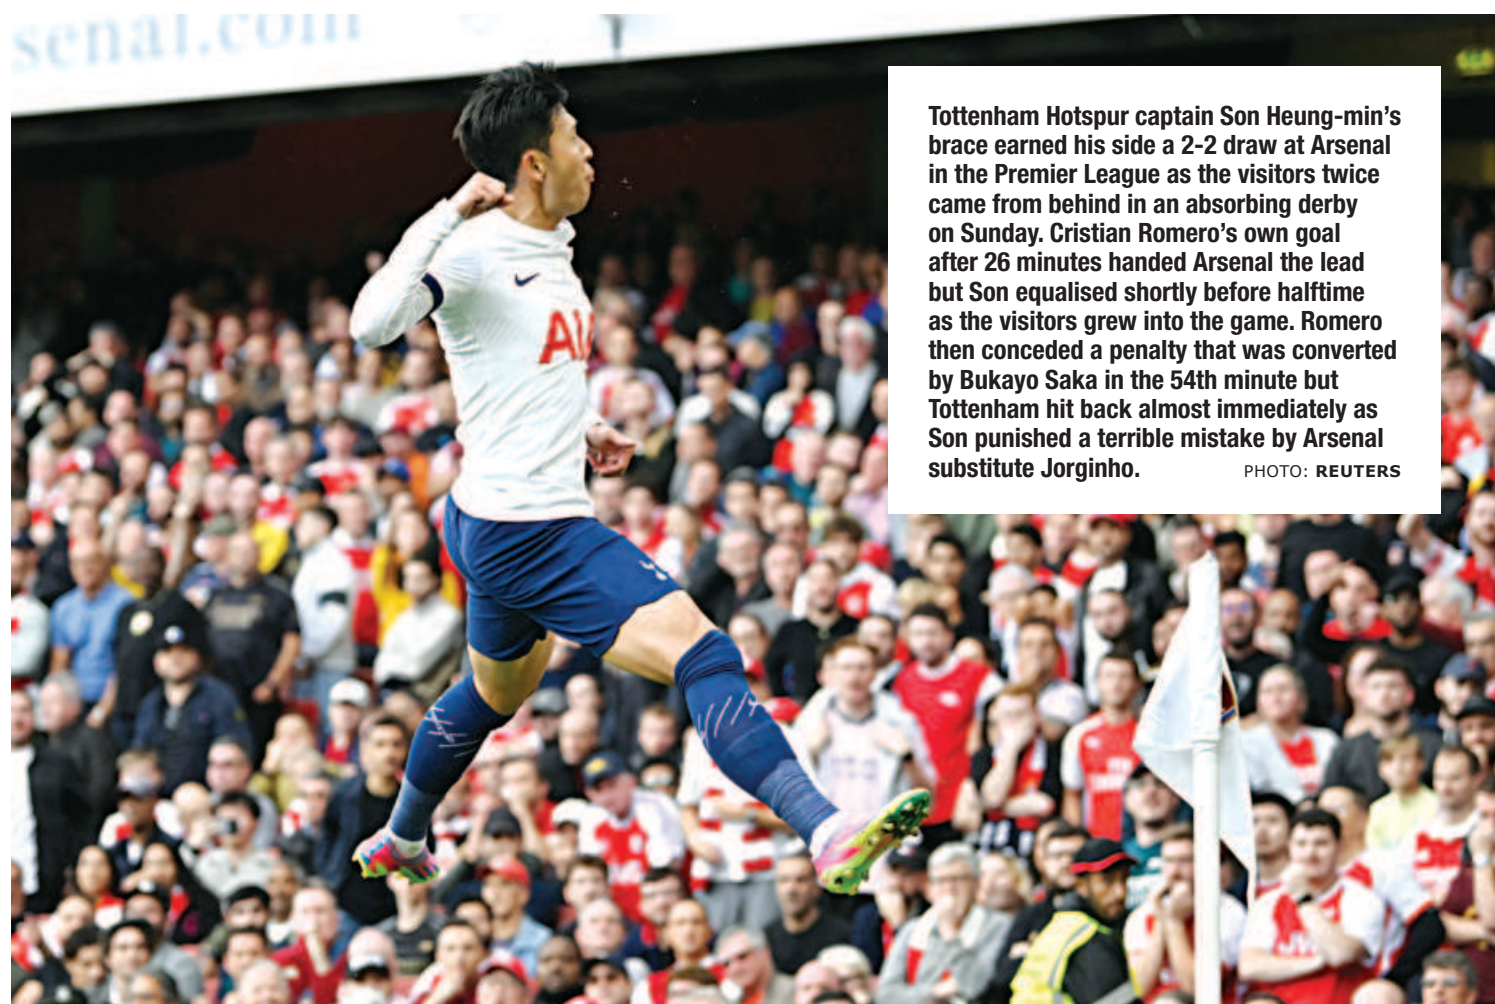 senal.com
AIA
Tottenham Hotspur captain Son Heung-min's
brace earned his side a 2-2 draw at Arsenal
in the Premier League as the visitors twice
came from behind in an absorbing derby
on Sunday. Cristian Romero's own goal
after 26 minutes handed Arsenal the lead
but Son equalised shortly before halftime
as the visitors grew into the game. Romero
then conceded a penalty that was converted
by Bukayo Saka in the 54th minute but
Tottenham hit back almost immediately as
Son punished a terrible mistake by Arsenal
substitute Jorginho. PHOTO: REUTERS